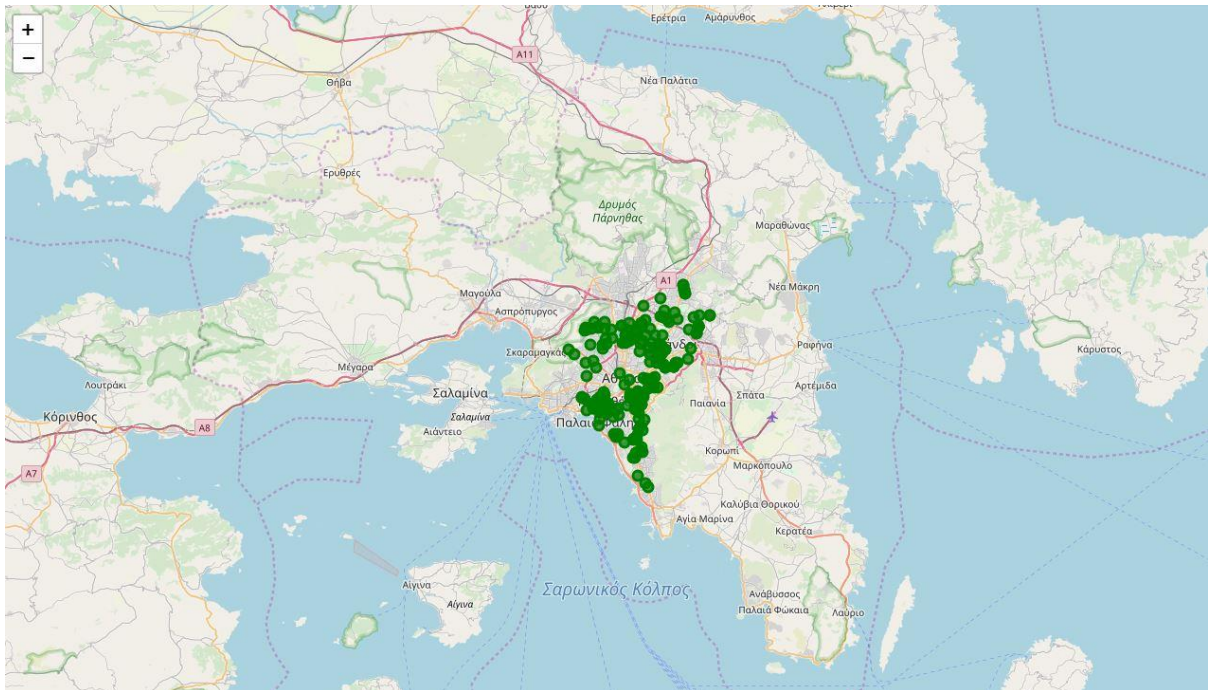 +
−
Ερέτρια
Αμάρυνθος
A11
Θήβα
Νέα Παλάτια
Ερυθρές
Δρυμός
Πάρνηθας
Μαραθώνας
A1
Μαγούλα
Νέα Μάκρη
Ασπρόπυργος
Σκαραμαγκάς
Ραφήνα
Κάρυστος
Μέγαρα
Λουτράκι
Σαλαμίνα
Αρτέμιδα
Σπάτα
Παιανία
Κόρινθος
Σαλαμίνα
A8
Αιάντειο
Κορωπί
Μαρκόπουλο
A7
Καλύβια Θορικού
Αγία Μαρίνα
Κερατέα
Αίγινα
Σαρωνικός Κόλπος
Ανάβυσσος
Αίγινα
Παλαιά Φώκαια
Λαύριο